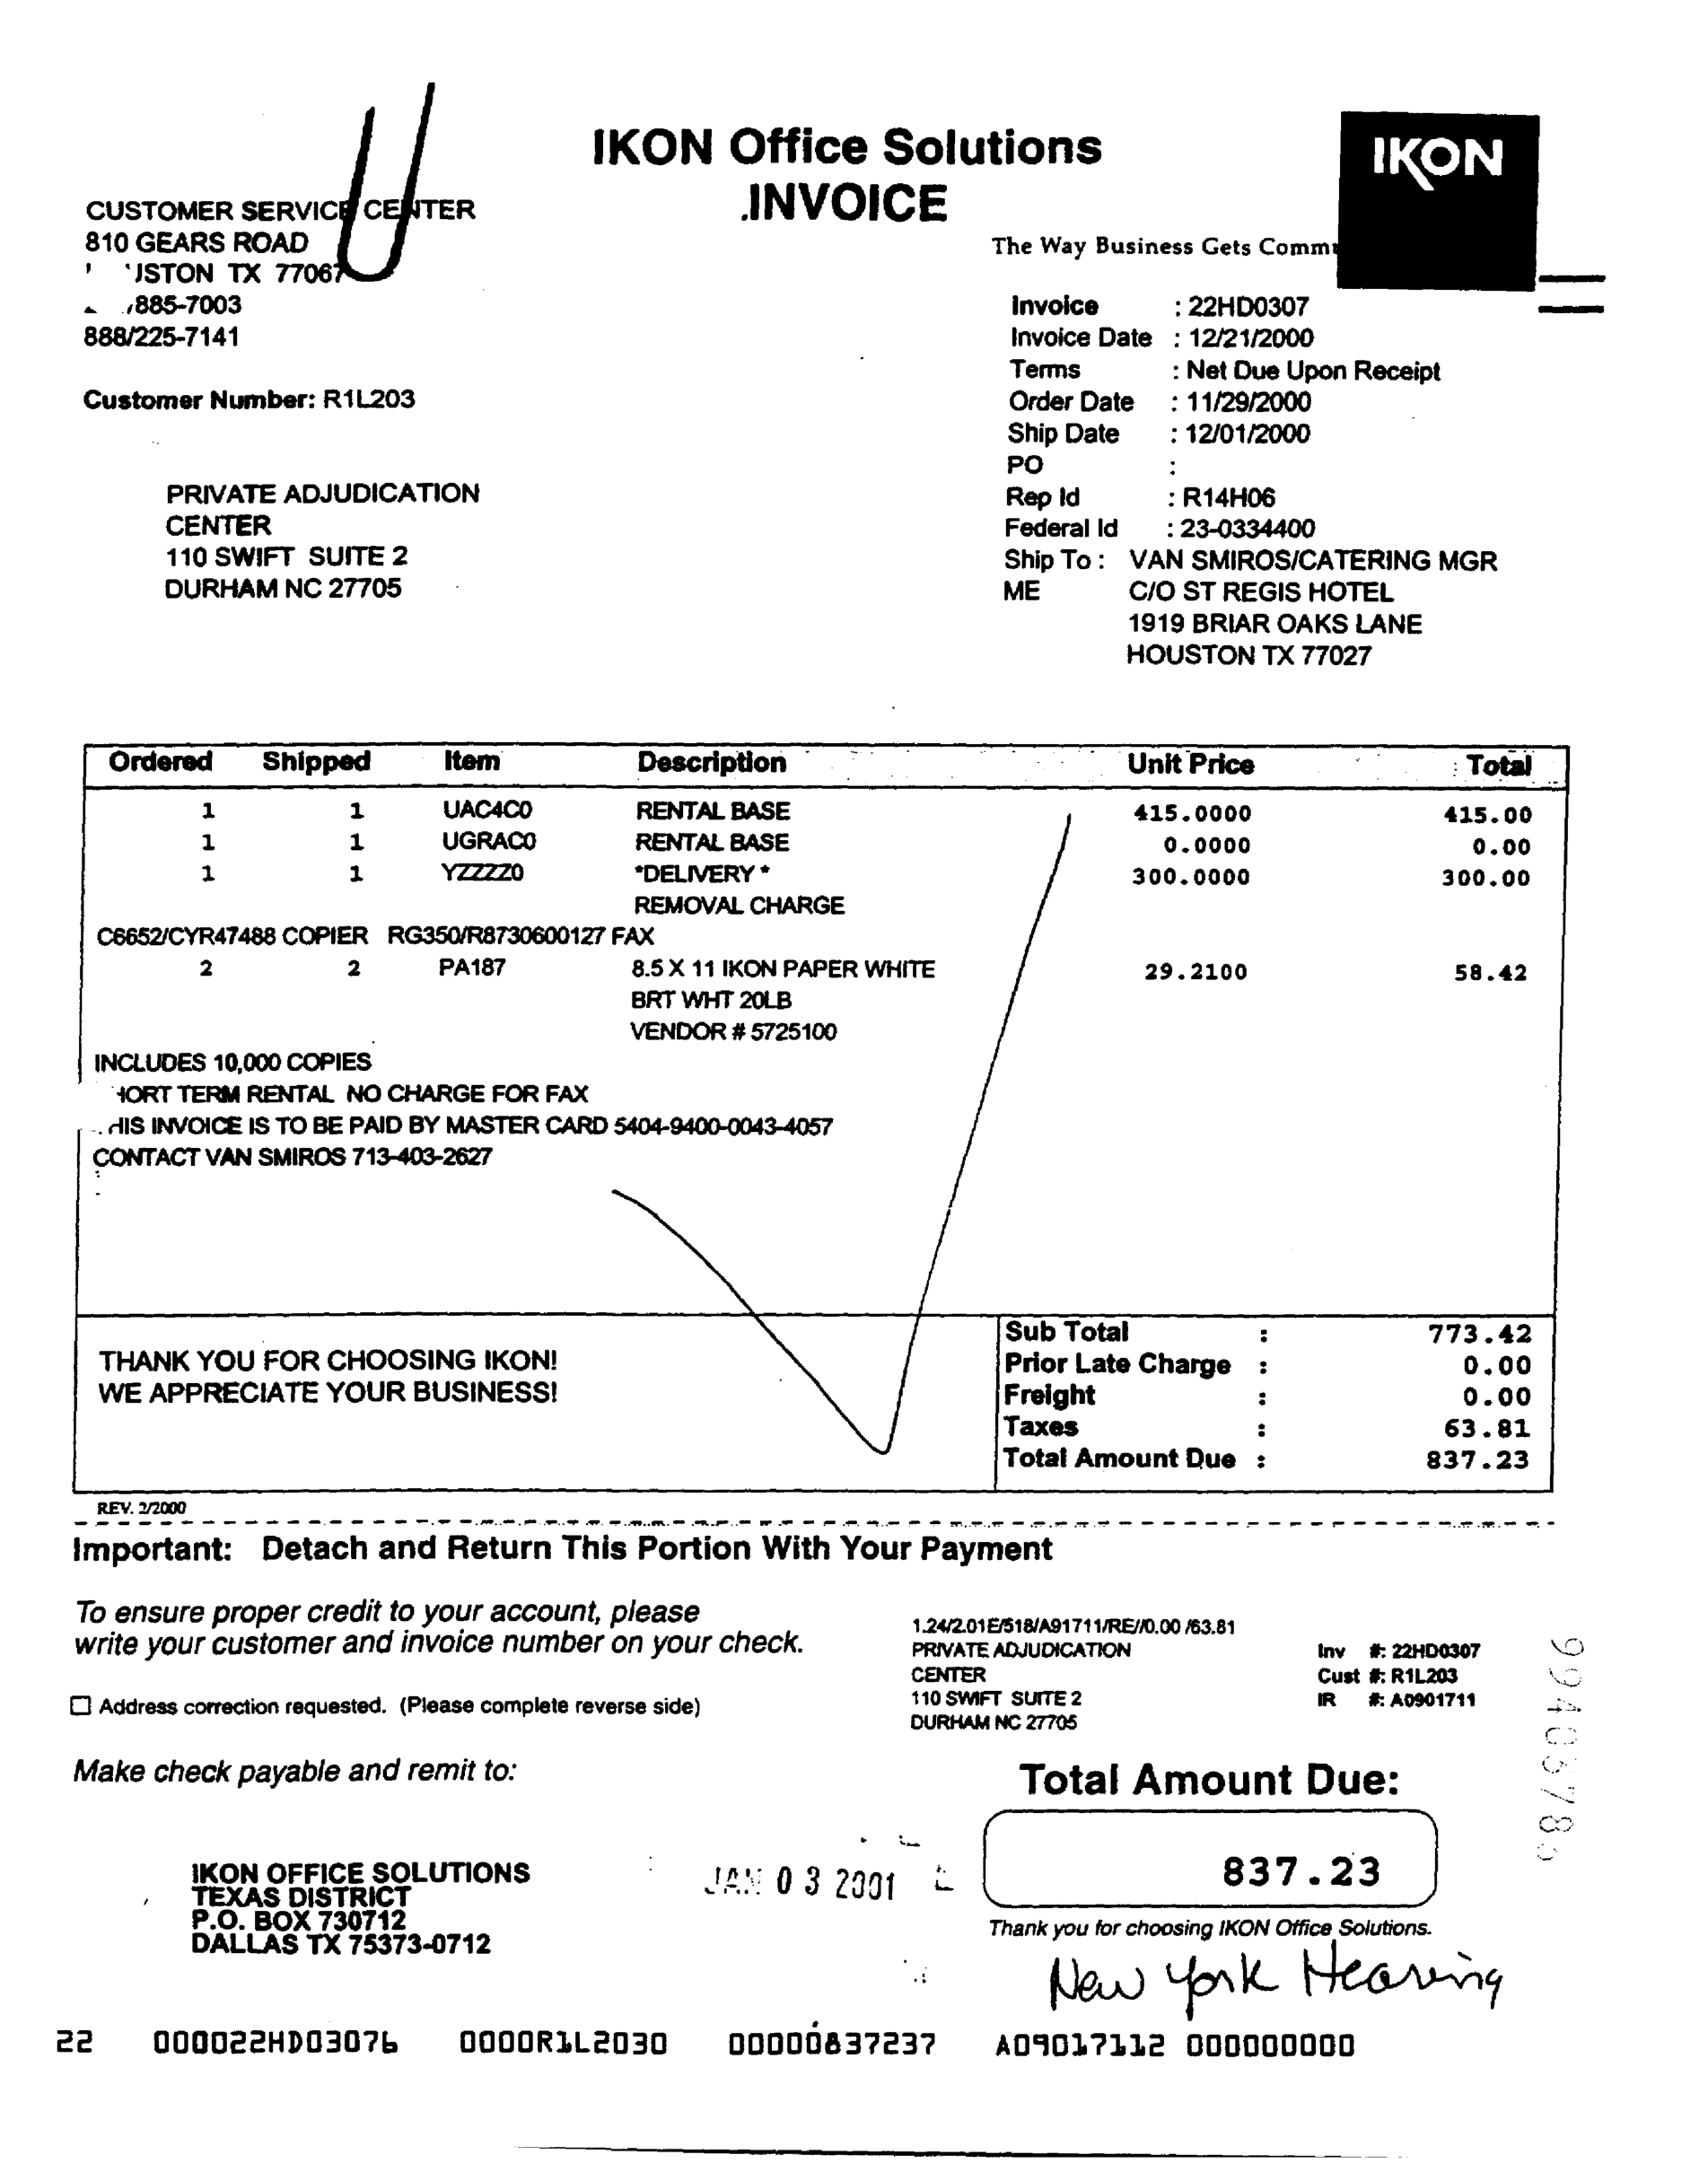 IKON Office Solutions
INVOICE
IKON
The Way Business Gets
CUSTOMER SERVICE CENTER
810 GEARS ROAD
TX 77067
885-7003
888/225-7141
Customer Number: R1L203
PRIVATE ADJUDICATION
CENTER
110 SWIFT SUITE 2
DURHAM NC 27705
Invoice : 22HD0307
Invoice Date : 12/21/2000
Terms : Net Due Upon Receipt
Order Date : 11/29/2000
Ship Date : 12/01/2000
PO :
Rep Id : R14H06
Federal Id : 23-0334400
Ship To : VAN SMIROS/CATERING MGR
ME C/O ST REGIS HOTEL
1919 BRIAR OAKS LANE
HOUSTON TX 77027
Ordered Shipped Item Description Unit Price Total
1 1 UAC4C0 RENTAL BASE 415.0000 415.00
1 1 UGRAC0 RENTAL BASE 0.0000 0.00
1 1 YZZZZ0 *DELIVERY * 300.0000 300.00
REMOVAL CHARGE
C6652/CYR47488 COPIER RG350/R8730600127 FAX
2 2 PA187 8.5 X 11 IKON PAPER WHITE 29.2100 58.42
BRT WHT 20LB
VENDOR # 5725100
INCLUDES 10,000 COPIES
TERM RENTAL NO CHARGE FOR FAX
INVOICE IS TO BE PAID BY MASTER CARD 5404-9400-0043-4057
CONTACT VAN SMIROS 713-403-2627
THANK YOU FOR CHOOSING IKON!
WE APPRECIATE YOUR BUSINESS!
Sub Total : 773.42
Prior Late Charge : 0.00
Freight : 0.00
Taxes : 63.81
Total Amount Due : 837.23
REV. 2/2000
Important: Detach and Return This Portion With Your Payment
To ensure proper credit to your account, please
write your customer and invoice number on your check.
Address correction requested. (Please complete reverse side)
Make check payable and remit to:
IKON OFFICE SOLUTIONS
TEXAS DISTRICT
P.O. BOX 730712
DALLAS TX 75373-0712
JAN 03 2001
1.24/2.01E/518/A91711/RE//0.00 /63.81
PRIVATE ADJUDICATION
CENTER
110 SWIFT SUITE 2
DURHAM NC 27705
Inv #: 22HD0307
Cust #: R1L203
IR #: A0901711
Total Amount Due:
837.23
Thank you for choosing IKON Office Solutions.
New York Hearing
22 000022HD03076 0000R1L2030 00000837237 A09017112 000000000